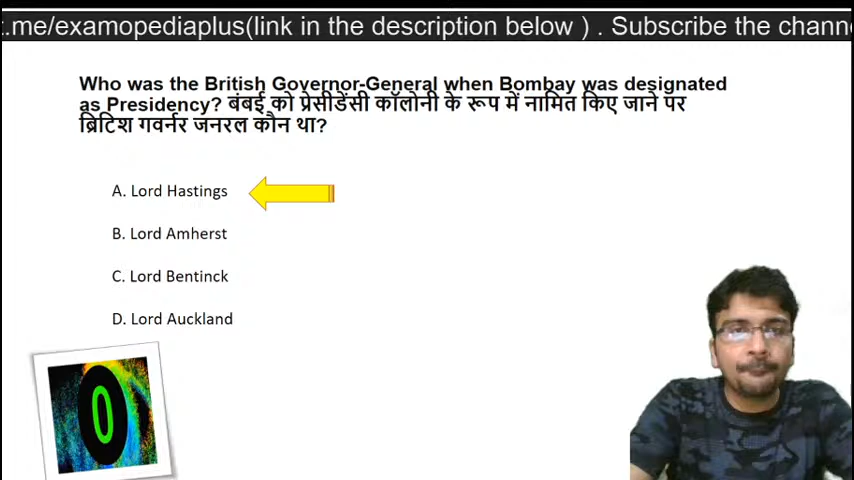 .me/examopediaplus(link in the description below ) . Subscribe the chann
Who was the British Governor-General when Bombay was designated
as Presidency? बंबई को प्रेसीडेंसी कॉलोनी के रूप में नामित किए जाने पर
ब्रिटिश गवर्नर जनरल कौन था?
A. Lord Hastings
B. Lord Amherst
C. Lord Bentinck
D. Lord Auckland
0